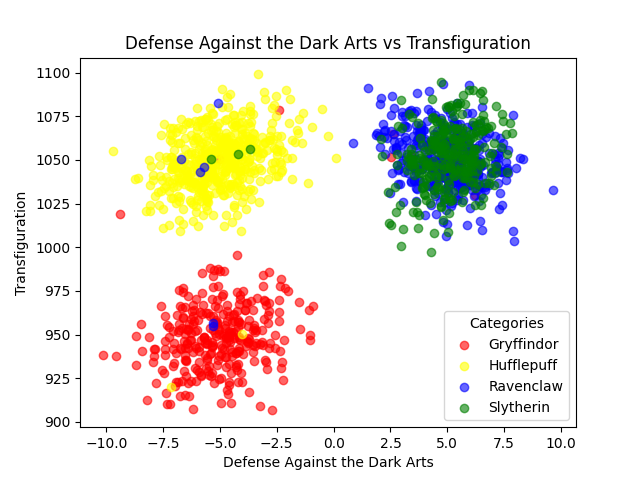 Defense Against the Dark Arts vs Transfiguration
1100
1075
1050
1025
1000
975
950
925
900
Transfiguration
−10.0 −7.5 −5.0 −2.5 0.0 2.5 5.0 7.5 10.0
Defense Against the Dark Arts
Categories
Gryffindor
Hufflepuff
Ravenclaw
Slytherin